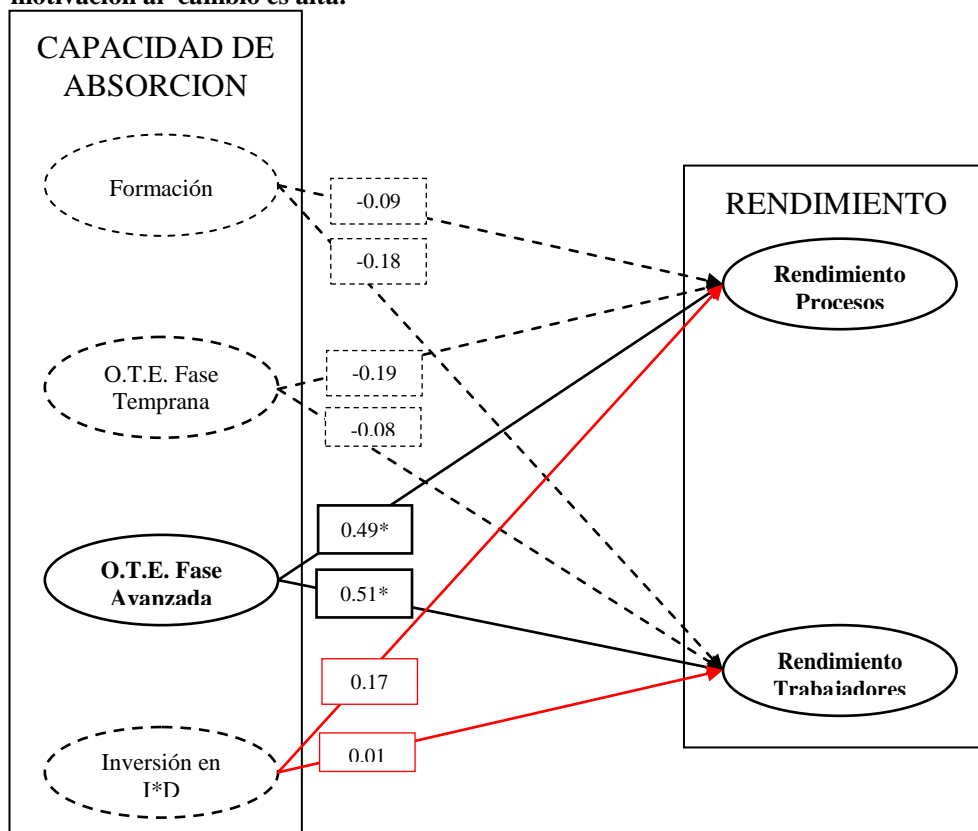 motivación al cambio es alta.
CAPACIDAD DE
ABSORCION
Formación
-0.09
-0.18
RENDIMIENTO
Rendimiento
Procesos
O.T.E. Fase
Temprana
-0.19
-0.08
O.T.E. Fase
Avanzada
0.49*
0.51*
Rendimiento
Trabajadores
0.17
0.01
Inversión en
I*D